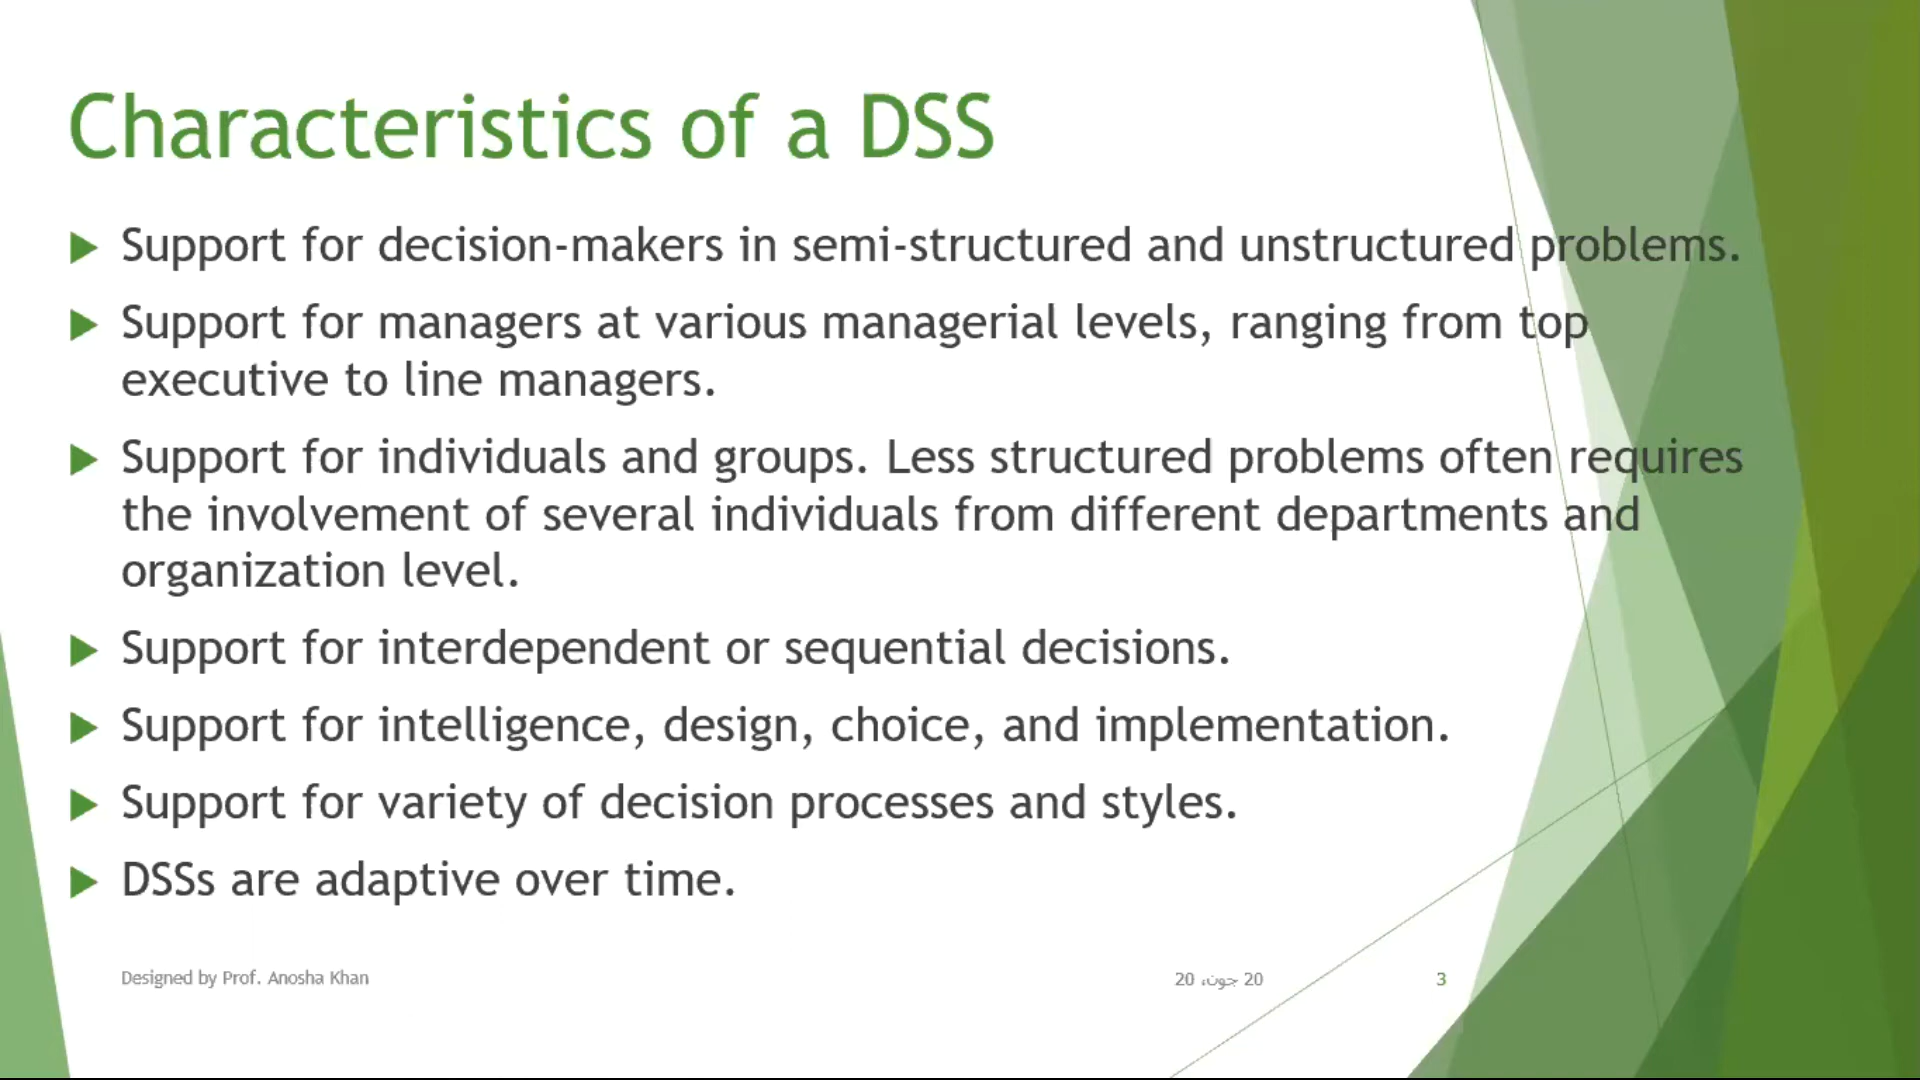 Characteristics of a DSS
Support for decision-makers in semi-structured and unstructured problems.
Support for managers at various managerial levels, ranging from top
executive to line managers.
Support for individuals and groups. Less structured problems often requires
the involvement of several individuals from different departments and
organization level.
Support for interdependent or sequential decisions.
Support for intelligence, design, choice, and implementation.
Support for variety of decision processes and styles.
DSSs are adaptive over time.
Designed by Prof. Anosha Khan
20 جون، 20
3